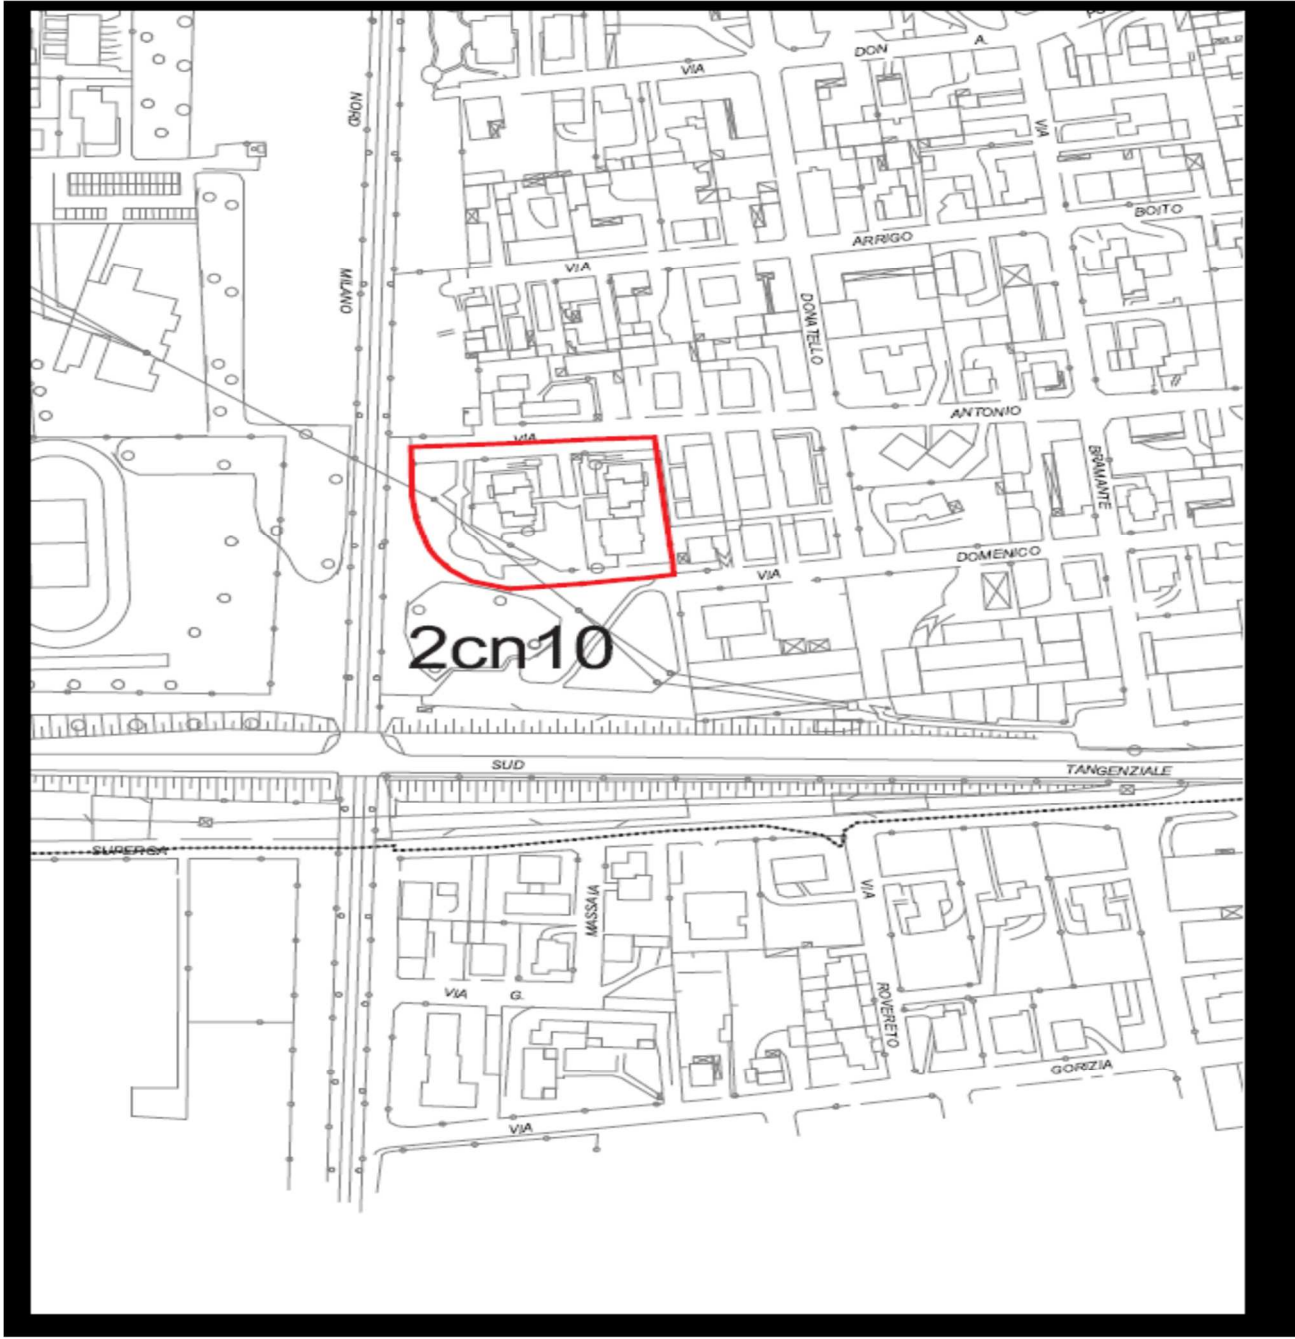 DON A.
VIA
NORD
VIA
BOITO
ARRIGO
VIA
MILANO
DONATELLO
ANTONIO
VIA
BRAMANTE
DOMENICO
VIA
2cn10
SUD
TANGENZIALE
SUPERGA
MASSAIA
VIA
VIA G.
ROVERETO
GORIZIA
VIA